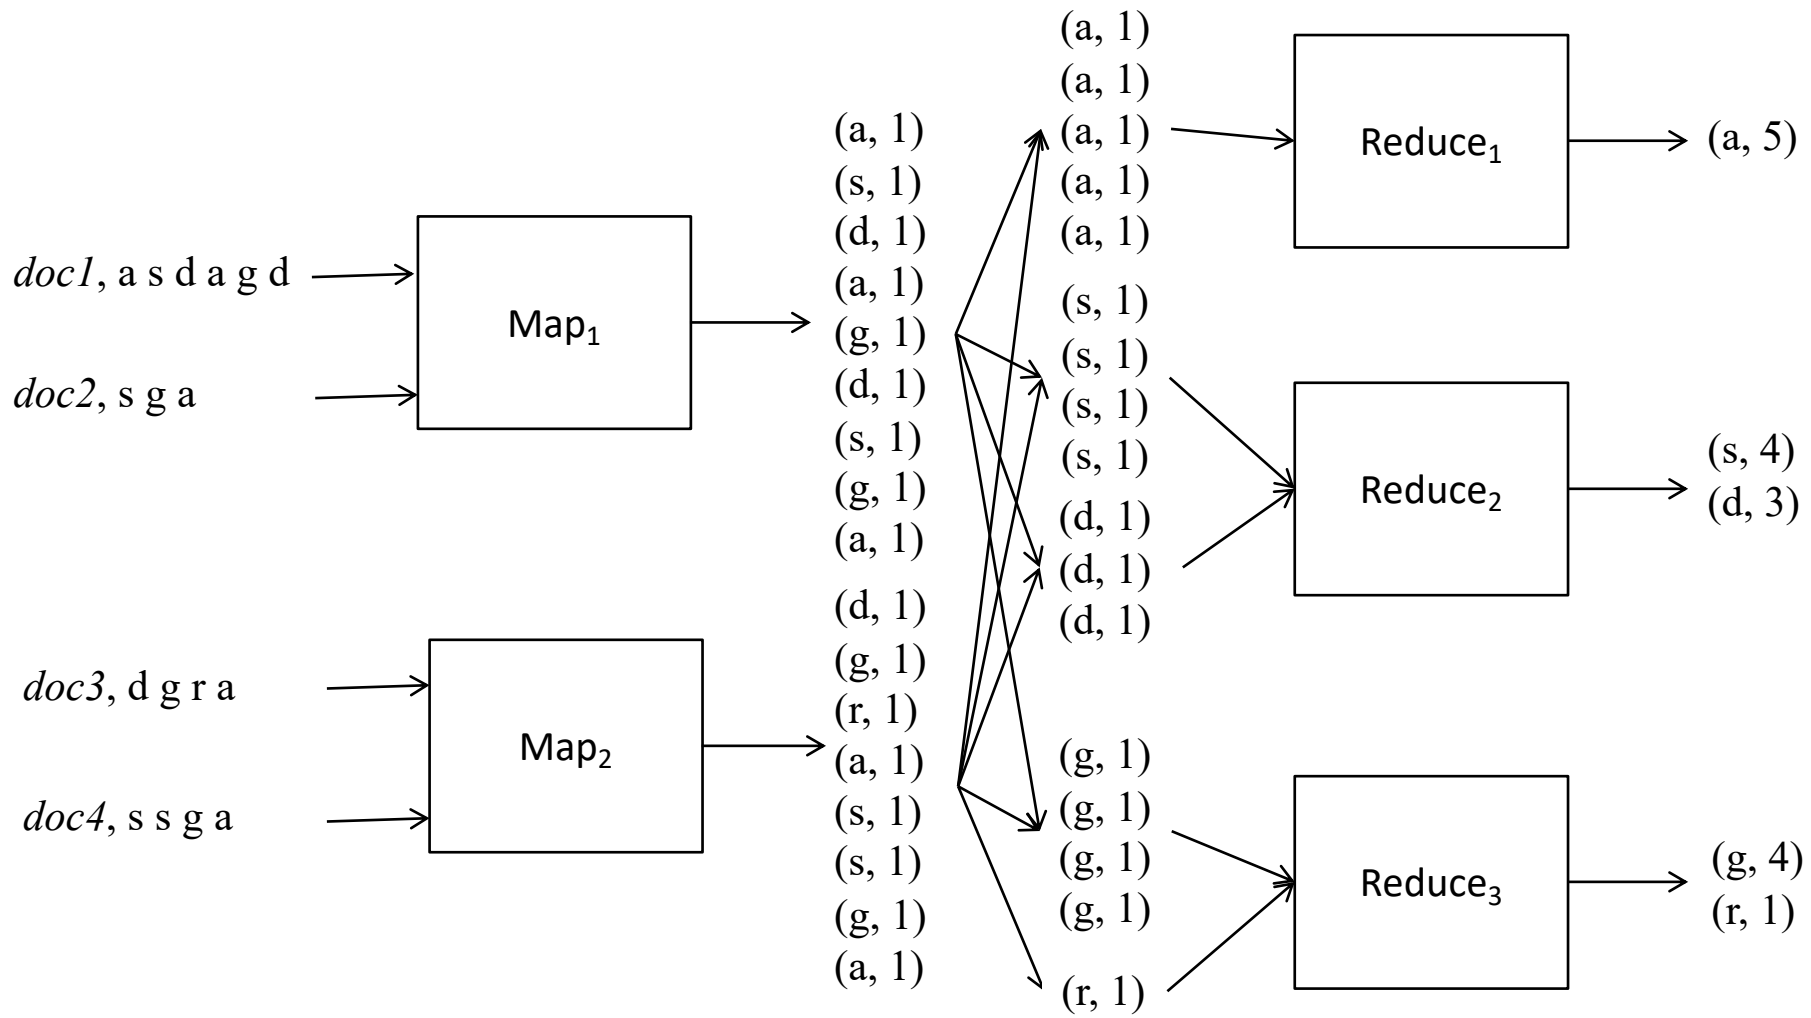 doc1, a s d a g d
doc2, s g a
Map1
(a, 1)
(s, 1)
(d, 1)
(a, 1)
(g, 1)
(d, 1)
(s, 1)
(g, 1)
(a, 1)
doc3, d g r a
doc4, s s g a
Map2
(d, 1)
(g, 1)
(r, 1)
(a, 1)
(s, 1)
(s, 1)
(g, 1)
(a, 1)
(a, 1)
(a, 1)
(a, 1)
(a, 1)
(a, 1)
Reduce1
(a, 5)
(s, 1)
(s, 1)
(s, 1)
(s, 1)
(d, 1)
(d, 1)
(d, 1)
Reduce2
(s, 4)
(d, 3)
(g, 1)
(g, 1)
(g, 1)
(g, 1)
(r, 1)
Reduce3
(g, 4)
(r, 1)